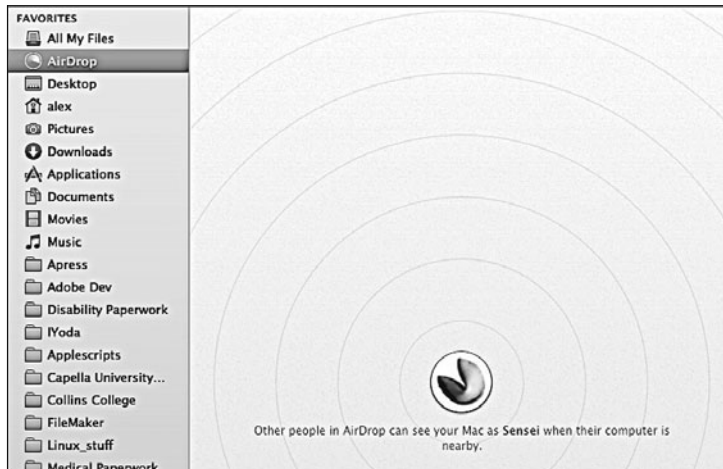 FAVORITES
All My Files
AirDrop
Desktop
alex
Pictures
Downloads
Applications
Documents
Movies
Music
Apress
Adobe Dev
Disability Paperwork
IYoda
Applescripts
Capella University...
Collins College
FileMaker
Linux_stuff
Medical Paperwork
Other people in AirDrop can see your Mac as Sensei when their computer is
nearby.